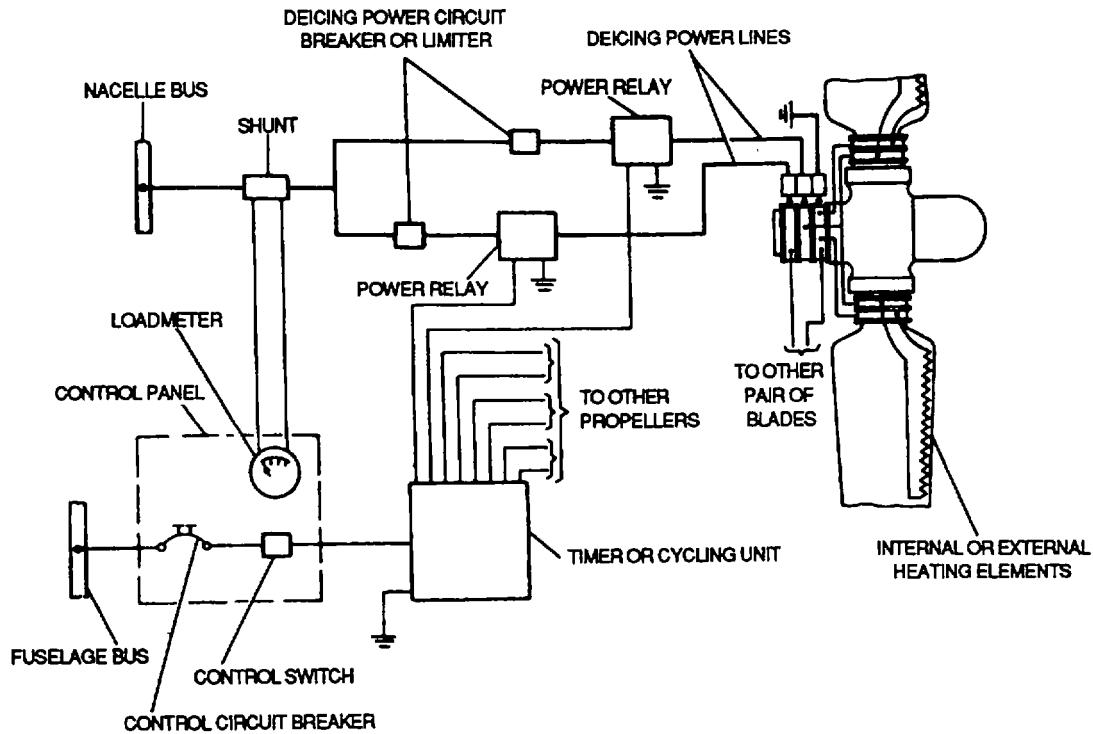 DEICING POWER CIRCUIT
BREAKER OR LIMITER
DEICING POWER LINES
NACELLE BUS
POWER RELAY
SHUNT
POWER RELAY
LOADMETER
CONTROL PANEL
TO OTHER
PROPELLERS
TO OTHER
PAIR OF
BLADES
TIMER OR CYCLING UNIT
INTERNAL OR EXTERNAL
HEATING ELEMENTS
FUSELAGE BUS
CONTROL SWITCH
CONTROL CIRCUIT BREAKER